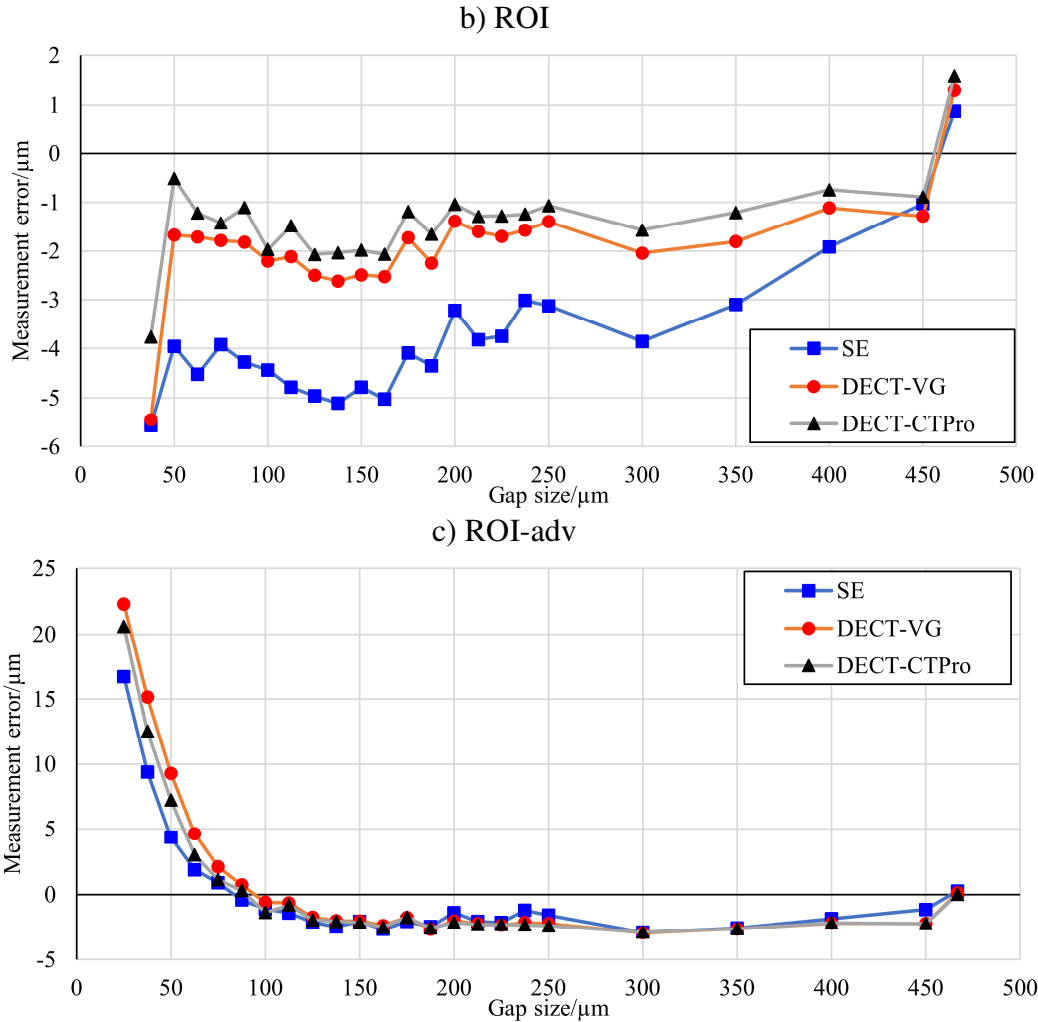 b) ROI
2
1
0
-1
-2
-3
-4
-5
-6
Measurement error/µm
SE
DECT-VG
DECT-CTPro
0 50 100 150 200 250 300 350 400 450 500
Gap size/µm
c) ROI-adv
25
20
15
10
5
0
-5
Measurement error/µm
SE
DECT-VG
DECT-CTPro
0 50 100 150 200 250 300 350 400 450 500
Gap size/µm